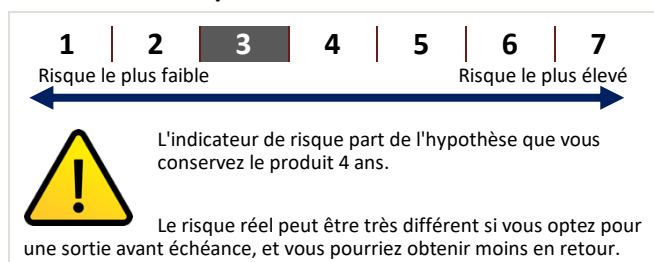 1 2 3 4 5 6 7
Risque le plus faible Risque le plus élevé
L'indicateur de risque part de l'hypothèse que vous
conservez le produit 4 ans.
Le risque réel peut être très différent si vous optez pour
une sortie avant échéance, et vous pourriez obtenir moins en retour.